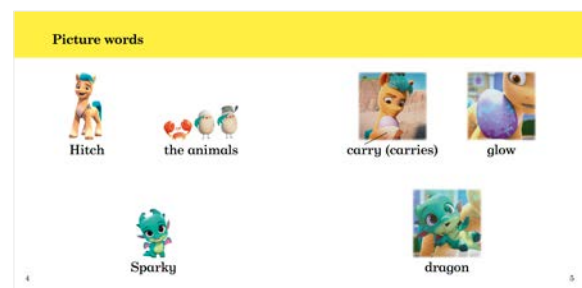 Picture words
Hitch
the animals
carry (carries)
glow
Sparky
dragon
4
5